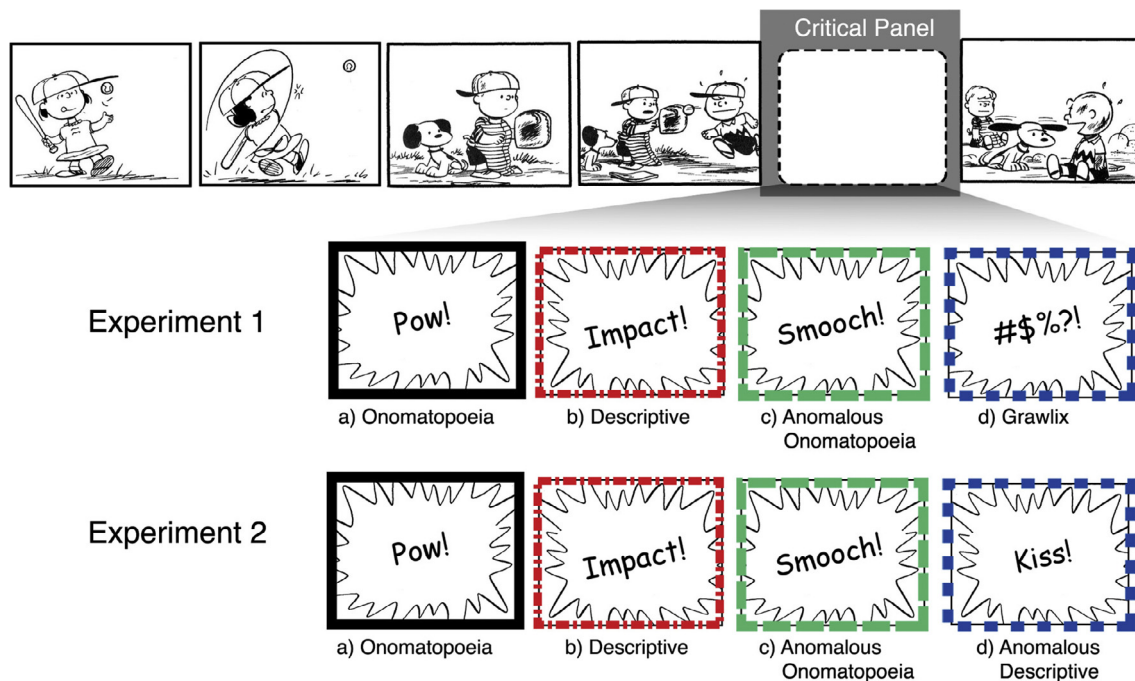 Critical Panel
Experiment 1
Pow!
Impact!
Smooch!
#$%?!
a) Onomatopoeia
b) Descriptive
c) Anomalous
Onomatopoeia
d) Grawlix
Experiment 2
Pow!
Impact!
Smooch!
Kiss!
a) Onomatopoeia
b) Descriptive
c) Anomalous
Onomatopoeia
d) Anomalous
Descriptive